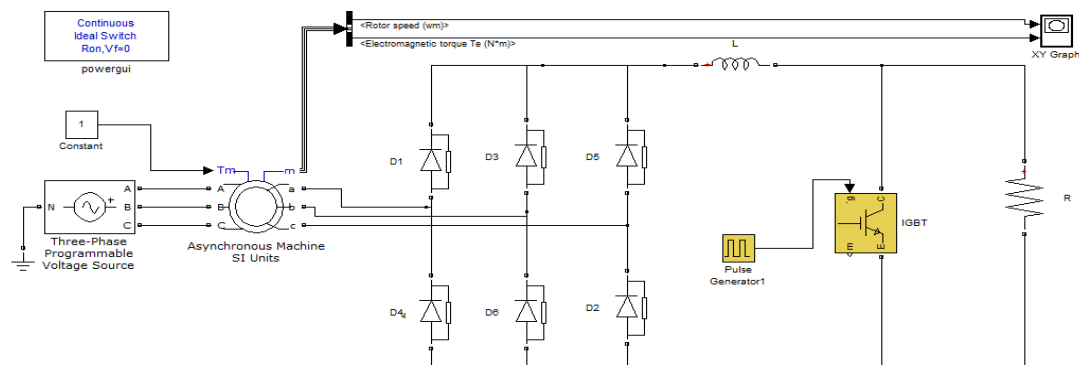 Continuous
Ideal Switch
Ron,Vf=0
powergui
<Rotor speed (wm)>
<Electromagnetic torque Te (N*m)>
XY Graph
L
1
Constant
Tm
m
D1
D3
D5
N
A
B
C
+
A
B
C
a
b
c
Three-Phase
Programmable
Voltage Source
Asynchronous Machine
SI Units
g
C
m
E
IGBT
R
Pulse
Generator1
D4
D6
D2